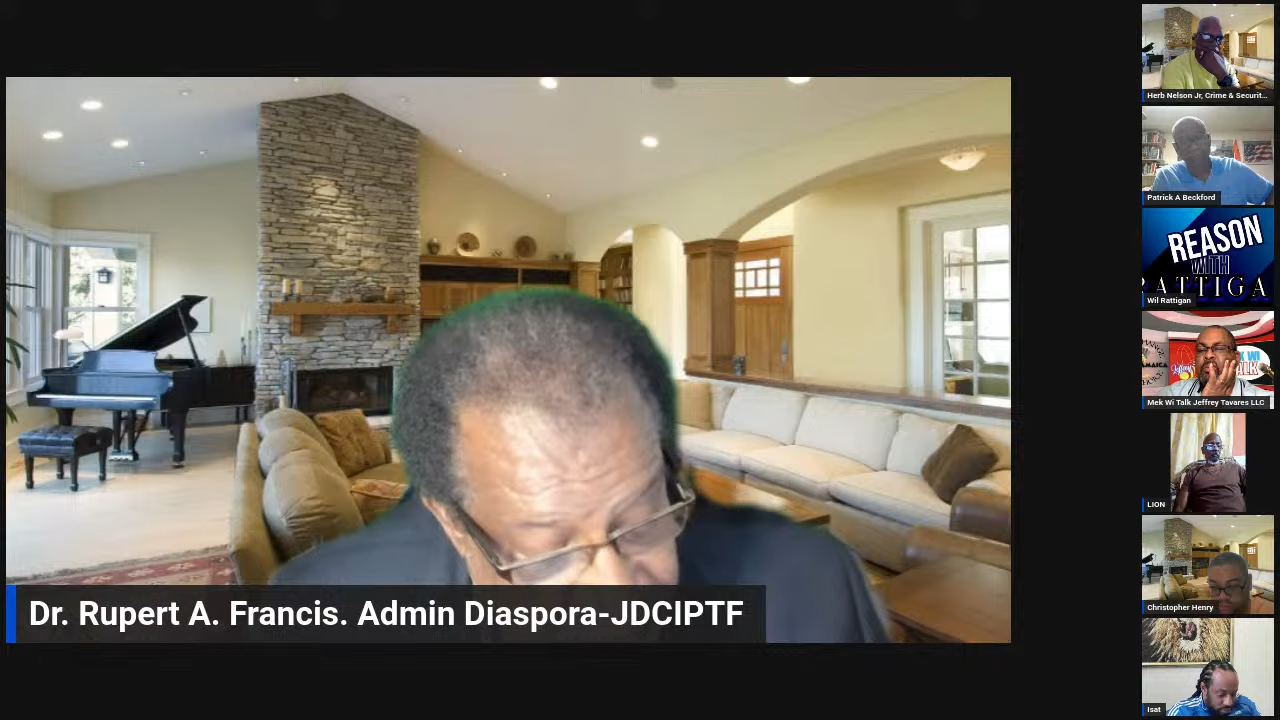 Dr. Rupert A. Francis. Admin Diaspora-JDCIPTF
Herb Nelson Jr, Crime & Securit...
Patrick A Beckford
REASON
WITH
RATTIGA
Wil Rattigan
TALK
Mek Wi Talk Jeffrey Tavares LLC
LION
Christopher Henry
Isat